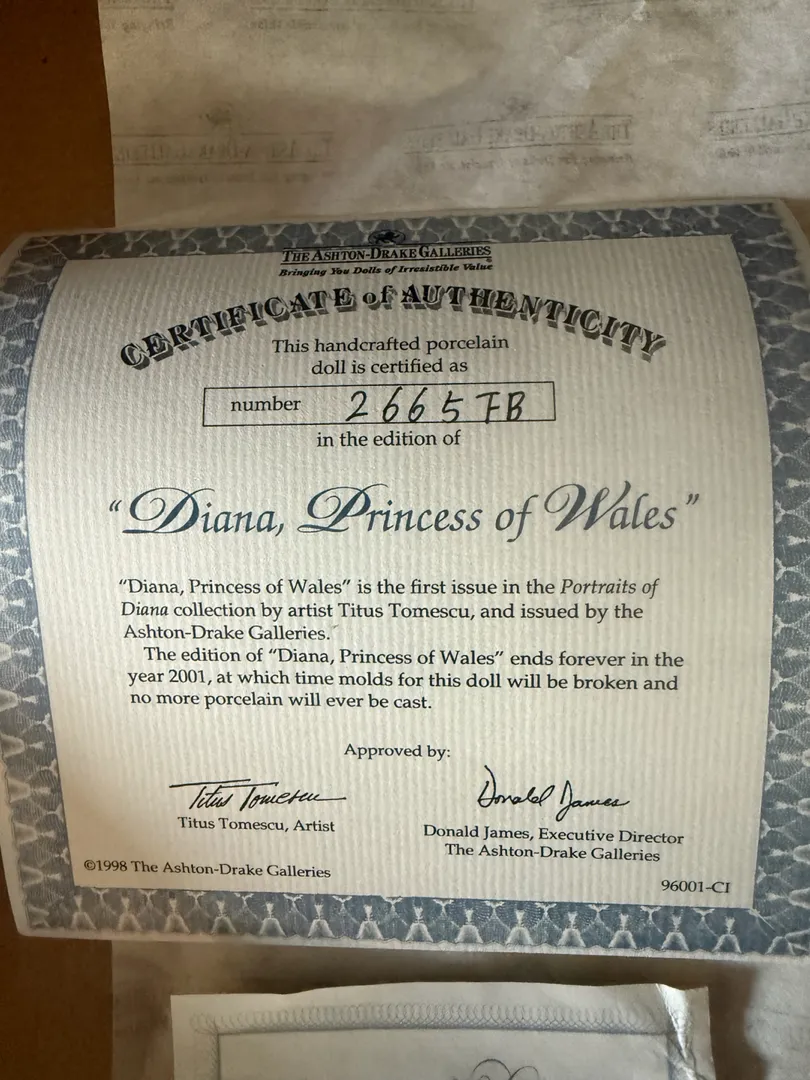 THE ASHTON-DRAKE GALLERIES
Bringing You Dolls of Irresistible Value
CERTIFICATE of AUTHENTICITY
This handcrafted porcelain
doll is certified as
number 26657B
in the edition of
“Diana, Princess of Wales”
“Diana, Princess of Wales” is the first issue in the Portraits of
Diana collection by artist Titus Tomescu, and issued by the
Ashton-Drake Galleries.
The edition of “Diana, Princess of Wales” ends forever in the
year 2001, at which time molds for this doll will be broken and
no more porcelain will ever be cast.
Approved by:
Titus Tomescu
Donald James
Titus Tomescu, Artist
Donald James, Executive Director
The Ashton-Drake Galleries
©1998 The Ashton-Drake Galleries
96001-CI